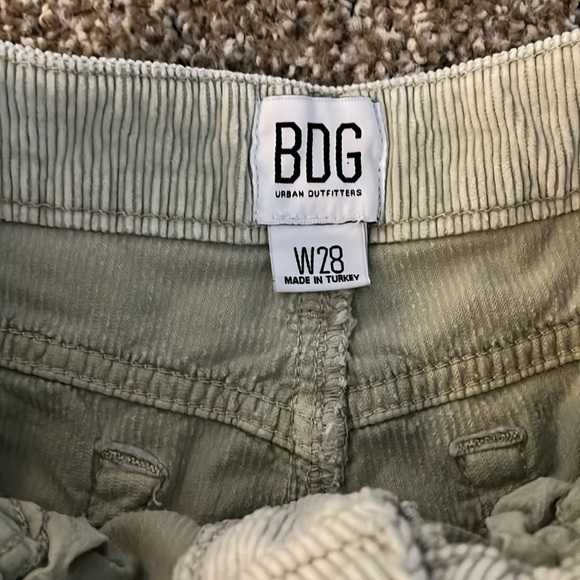 BDG
URBAN OUTFITTERS
W28
MADE IN TURKEY